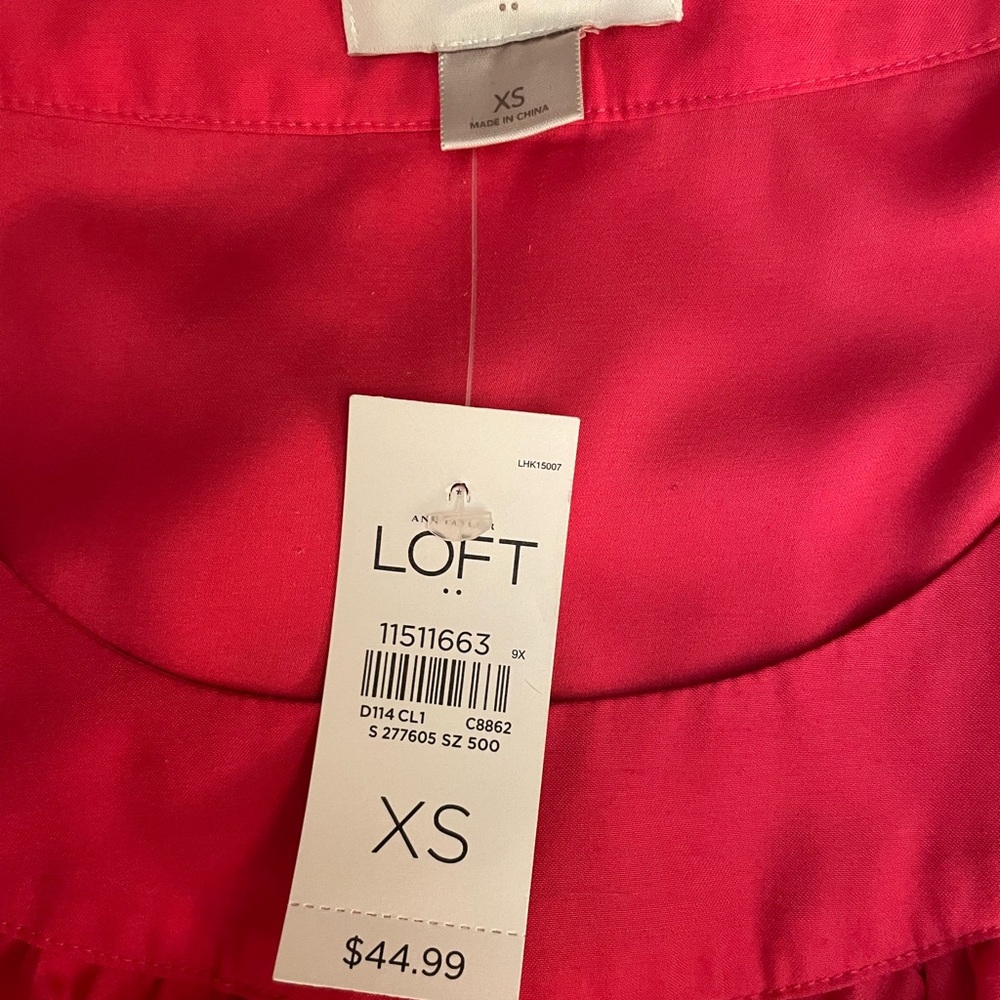 XS
MADE IN CHINA
LHK15007
LOFT
11511663
9X
D114 CL1 C8862
S 277605 SZ 500
XS
$44.99